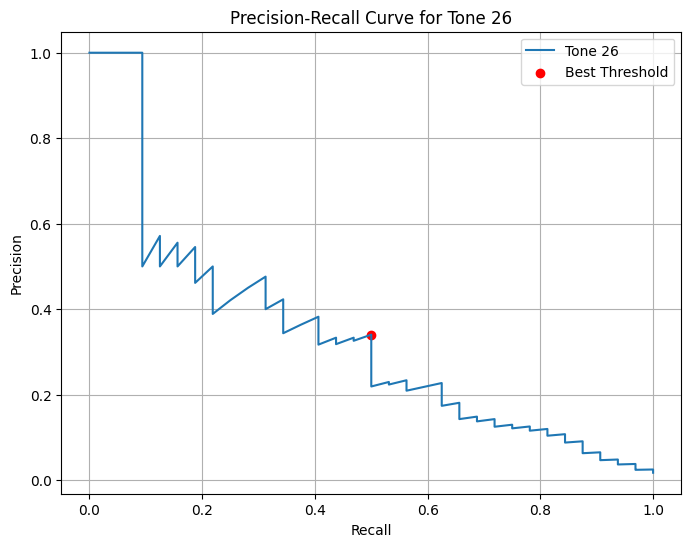 Precision-Recall Curve for Tone 26
Tone 26
Best Threshold
Precision
1.0
0.8
0.6
0.4
0.2
0.0
0.0 0.2 0.4 0.6 0.8 1.0
Recall